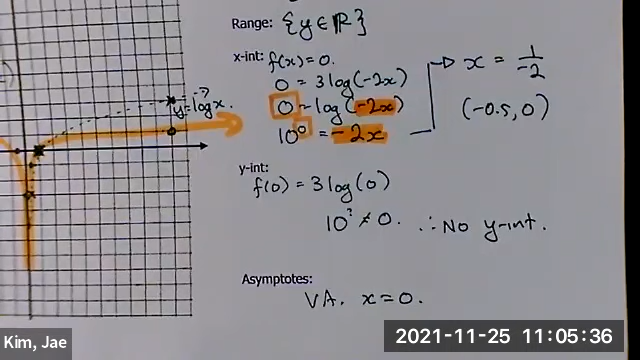 Range: {y∈ℝ}
x-int: f(x)=0.
0 = 3log(-2x)
0 = log(-2x)
10⁰ = -2x
→ x = 1/-2
(-0.5, 0)
y=logx.
y-int:
f(0) = 3log(0)
10^? ≠ 0. ∴ No y-int.
Asymptotes:
VA. x=0.
Kim, Jae
2021-11-25 11:05:36